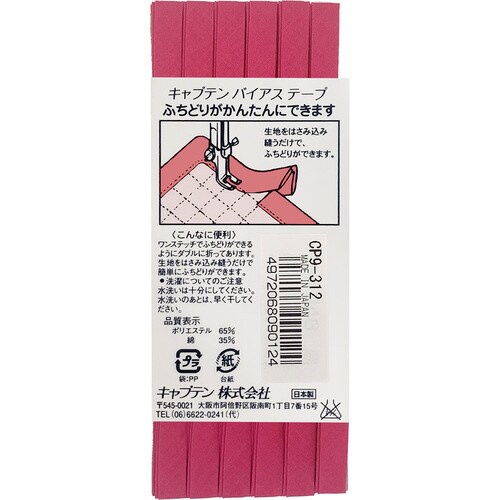 キャプテン バイアス テープ
ふちどりがかんたんにできます
生地をはさみ込み
縫うだけで、
ふちどりができます。
〈こんなに便利〉
ワンステッチでふちどりができる
ようにダブルに折ってあります。
生地をはさみ込み縫うだけで
簡単にふちどりができます。
●洗濯についてのご注意
水洗いは十分にしてください。
水洗いのあとは、早く干してく
ださい。
品質表示
ポリエステル 65%
綿 35%
プラ
袋:PP
紙
台紙
CP9-312
MADE IN JAPAN
4972068090124
キャプテン 株式会社
日本製
〒545-0021 大阪市阿倍野区阪南町1丁目7番15号
TEL (06)6622-0241(代)